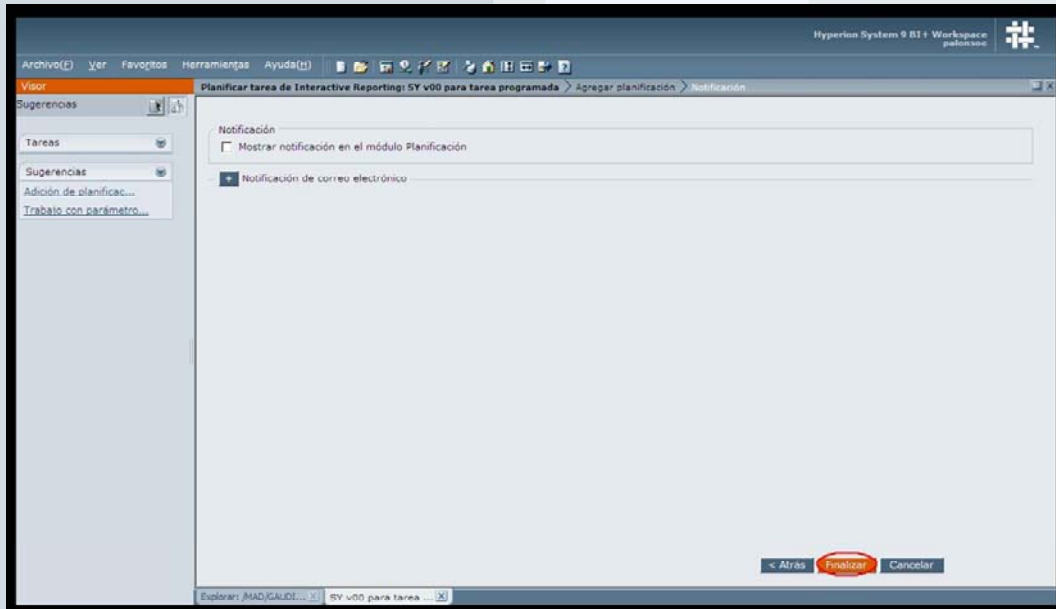 Hyperion System 9 BI+ Workspace
palonsoc
Archivo(F) Ver Favoritos Herramientas Ayuda(H)
Visor
Planificar tarea de Interactive Reporting: SY v00 para tarea programada > Agregar planificación > Notificación
Sugerencias
Tareas
Sugerencias
Adición de planificac...
Trabajo con parámetro...
Notificación
Mostrar notificación en el módulo Planificación
+ Notificación de correo electrónico
< Atrás Finalizar Cancelar
Explorar: /MAD/GAUDI... X SY v00 para tarea ... X